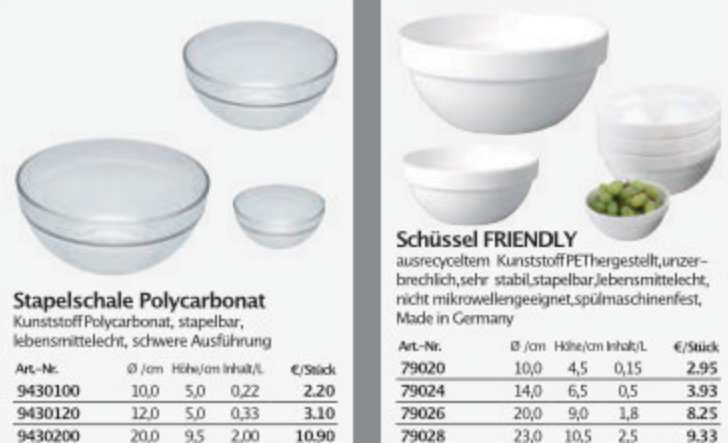 Stapelschale Polycarbonat
Kunststoff Polycarbonat, stapelbar,
lebensmittelecht, schwere Ausführung
Art.-Nr. Ø /cm Höhe/cm Inhalt/L €/Stück
9430100 10,0 5,0 0,22 2.20
9430120 12,0 5,0 0,33 3.10
9430200 20,0 9,5 2,00 10.90
Schüssel FRIENDLY
ausrecyceltem Kunststoff PEThergestellt,unzer-
brechlich,sehr stabil,stapelbar,lebensmittelecht,
nicht mikrowellengeeignet,spülmaschinenfest,
Made in Germany
Art.-Nr. Ø /cm Höhe/cm Inhalt/L €/Stück
79020 10,0 4,5 0,15 2.95
79024 14,0 6,5 0,5 3.93
79026 20,0 9,0 1,8 8.25
79028 23,0 10,5 2,5 9.33